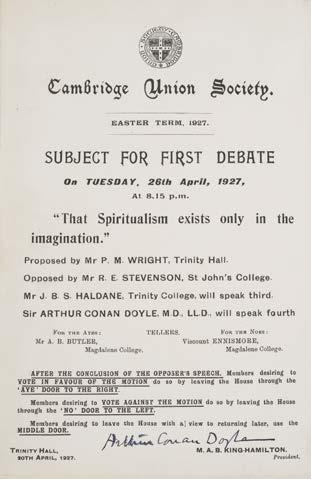 Cambridge Union Society.
EASTER TERM, 1927.
SUBJECT FOR FIRST DEBATE
On TUESDAY, 26th April, 1927,
At 8.15 p.m.
"That Spiritualism exists only in the
imagination."
Proposed by Mr P. M. WRIGHT, Trinity Hall.
Opposed by Mr R. E. STEVENSON, St John's College.
Mr J. B. S. HALDANE, Trinity College, will speak third.
Sir ARTHUR CONAN DOYLE, M.D., LL.D., will speak fourth
For the Ayes: TELLERS. For the Noes:
Mr A. B. BUTLER, Viscount ENNISMORE,
Magdalene College. Magdalene College.
AFTER THE CONCLUSION OF THE OPPOSER'S SPEECH. Members desiring to
VOTE IN FAVOUR OF THE MOTION do so by leaving the House through the
'AYE' DOOR TO THE RIGHT.
Members desiring to VOTE AGAINST THE MOTION do so by leaving the House
through the 'NO' DOOR TO THE LEFT.
Members desiring to leave the House with a view to returning later, use the
MIDDLE DOOR.
Arthur Conan Doyle
TRINITY HALL, M. A. B. KING-HAMILTON.
20TH APRIL, 1927. President.